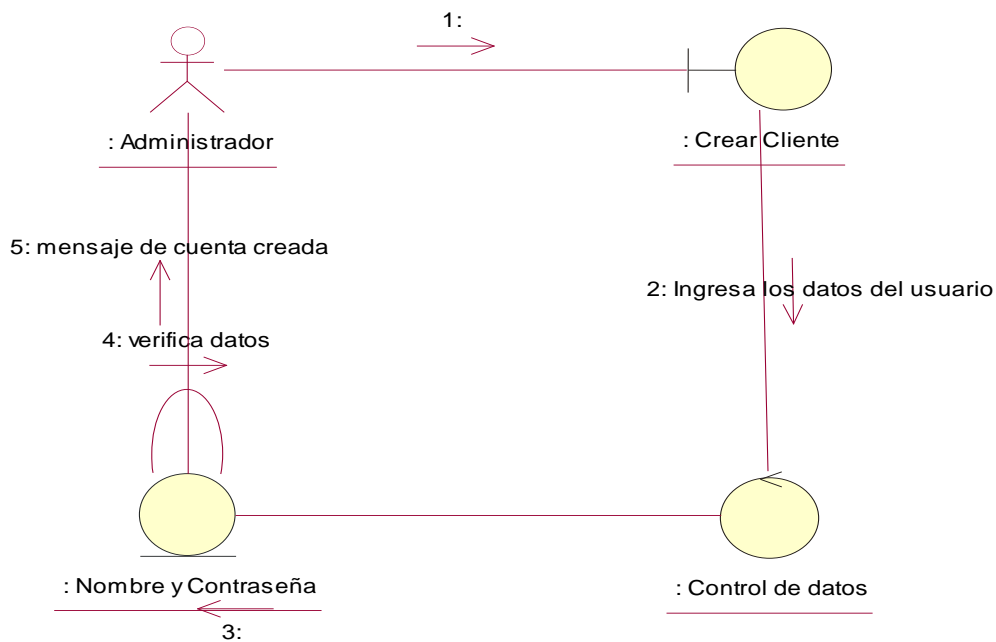 1:
: Administrador
: Crear Cliente
5: mensaje de cuenta creada
2: Ingresa los datos del usuario
4: verifica datos
: Nombre y Contraseña
: Control de datos
3: